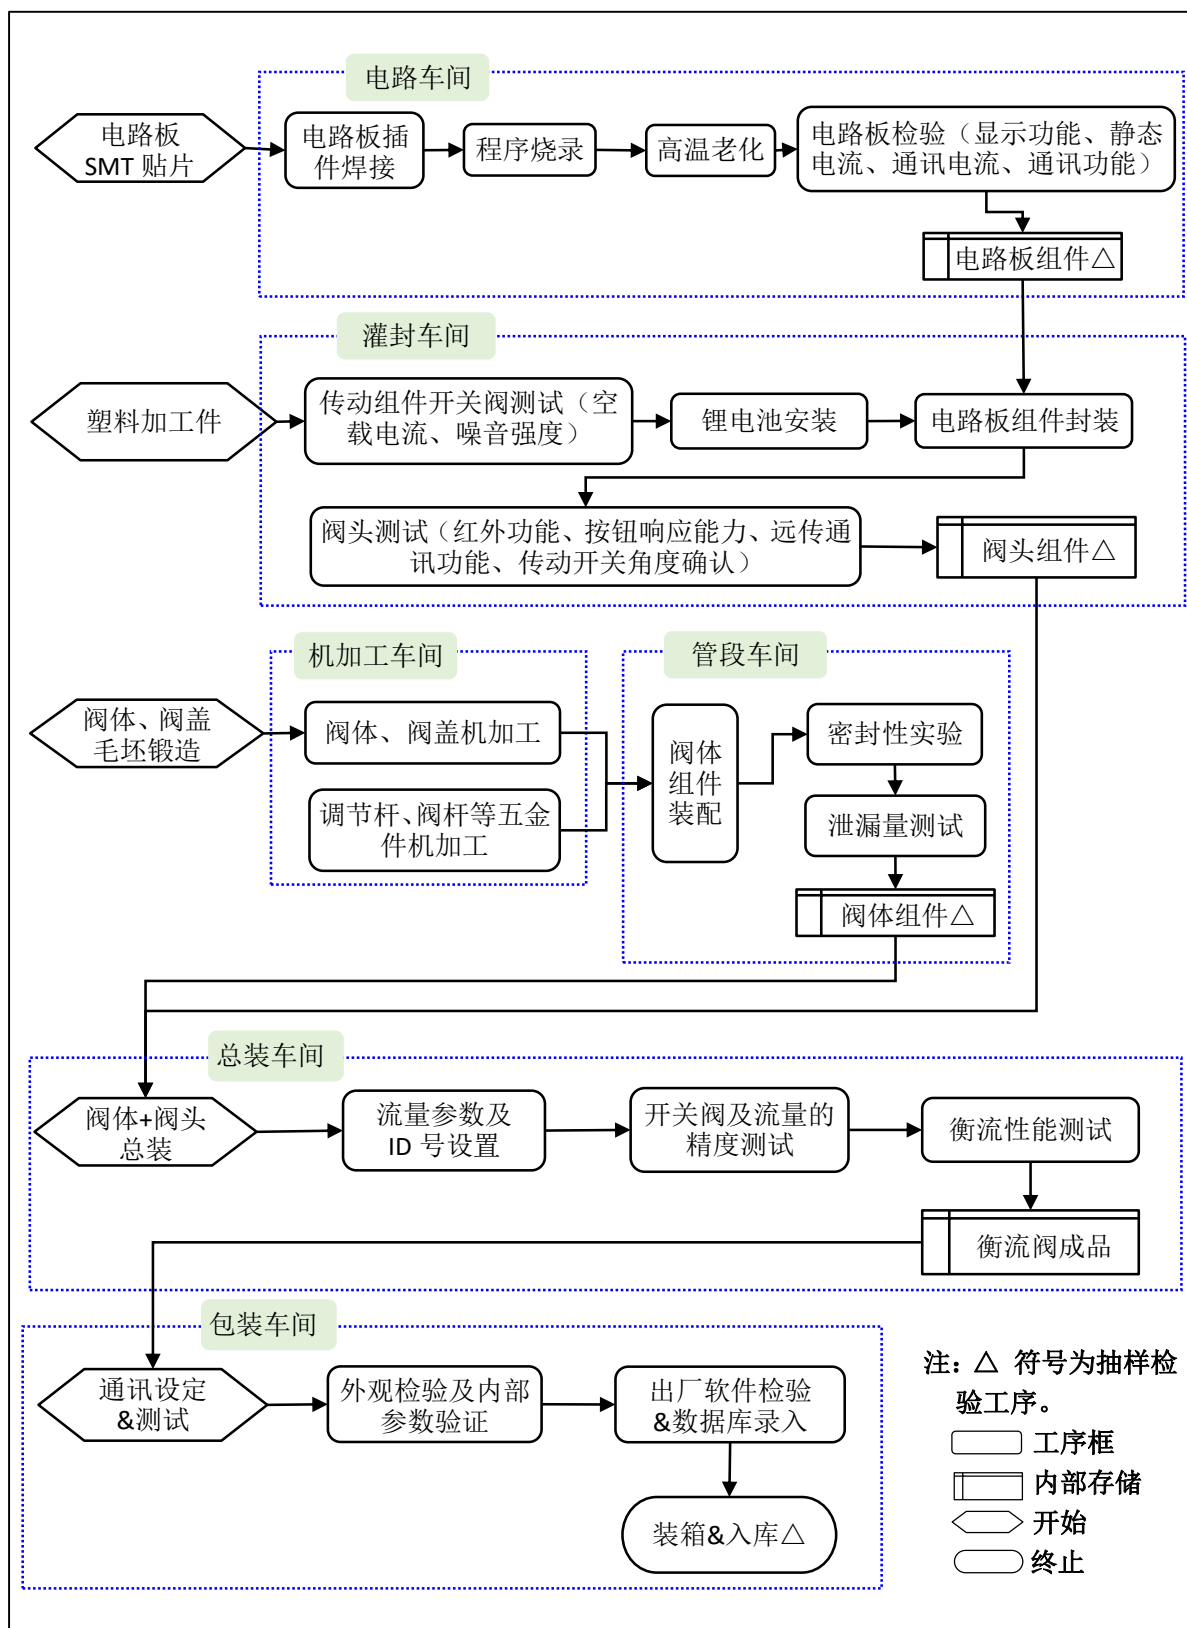 电路车间
电路板
SMT 贴片
电路板插
件焊接
程序烧录
高温老化
电路板检验（显示功能、静态
电流、通讯电流、通讯功能）
电路板组件△
灌封车间
塑料加工件
传动组件开关阀测试（空
载电流、噪音强度）
锂电池安装
电路板组件封装
阀头测试（红外功能、按钮响应能力、远传通
讯功能、传动开关角度确认）
阀头组件△
机加工车间
管段车间
阀体、阀盖
毛坯锻造
阀体、阀盖机加工
调节杆、阀杆等五金
件机加工
阀体
组件
装配
密封性实验
泄漏量测试
阀体组件△
总装车间
阀体+阀头
总装
流量参数及
ID 号设置
开关阀及流量的
精度测试
衡流性能测试
衡流阀成品
包装车间
通讯设定
&测试
外观检验及内部
参数验证
出厂软件检验
&数据库录入
装箱&入库△
注：△ 符号为抽样检
验工序。
工序框
内部存储
开始
终止